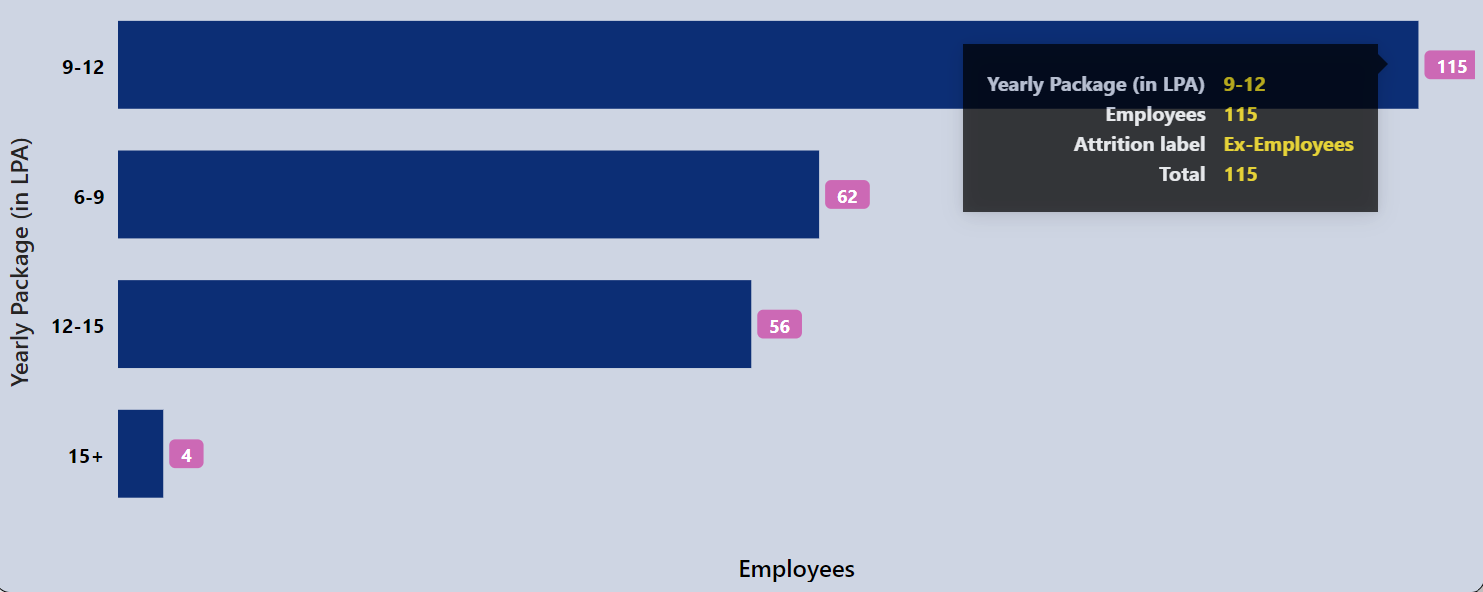 9-12
115
Yearly Package (in LPA) 9-12
Employees 115
Attrition label Ex-Employees
Total 115
Yearly Package (in LPA)
6-9
62
12-15
56
15+
4
Employees